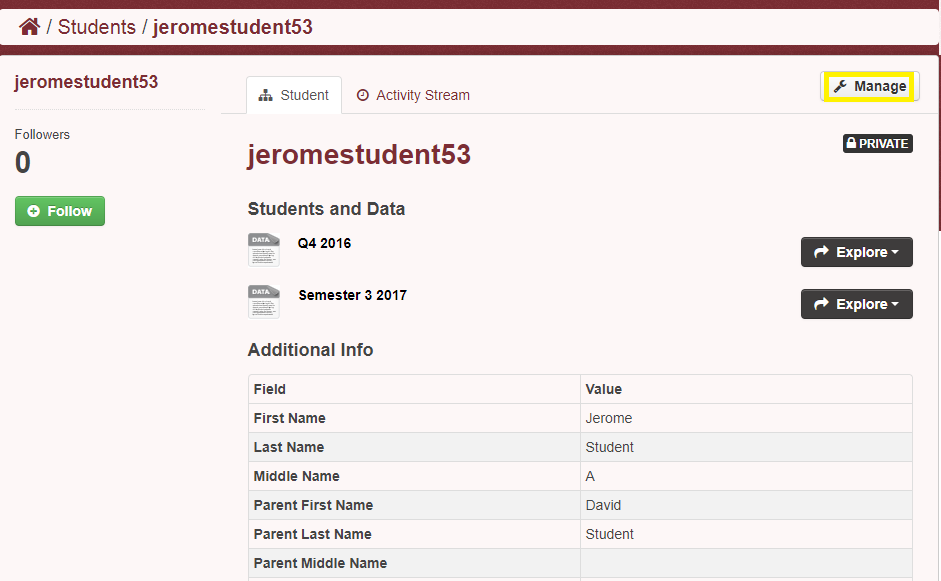 / Students / jeromestudent53
jeromestudent53
Followers
0
Follow
Student
Activity Stream
Manage
jeromestudent53
PRIVATE
Students and Data
DATA
Q4 2016
Explore
DATA
Semester 3 2017
Explore
Additional Info
Field Value
First Name Jerome
Last Name Student
Middle Name A
Parent First Name David
Parent Last Name Student
Parent Middle Name